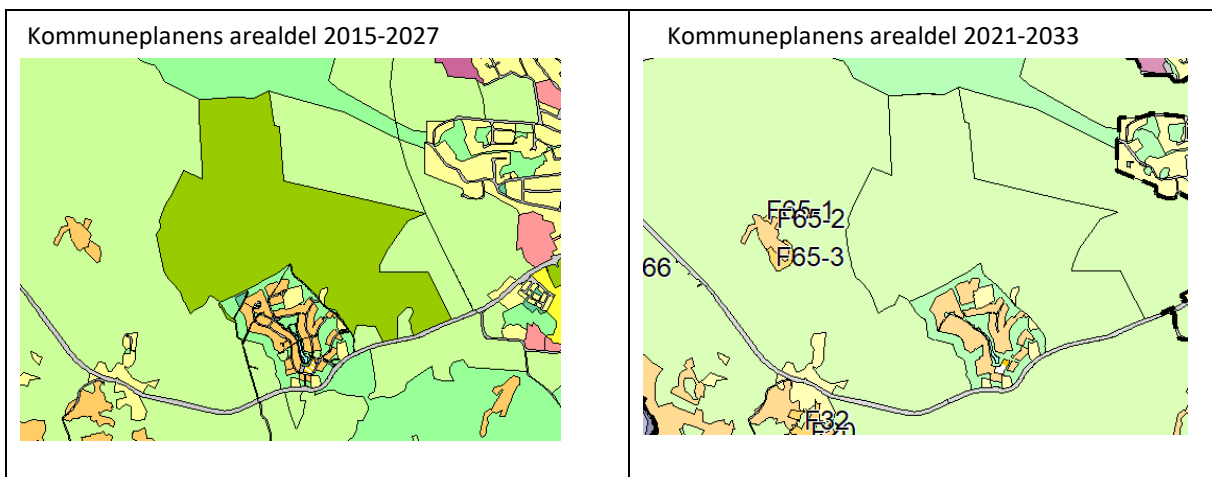 Kommuneplanens arealdel 2015-2027
Kommuneplanens arealdel 2021-2033
F65-1
F65-2
F65-3
66
F32